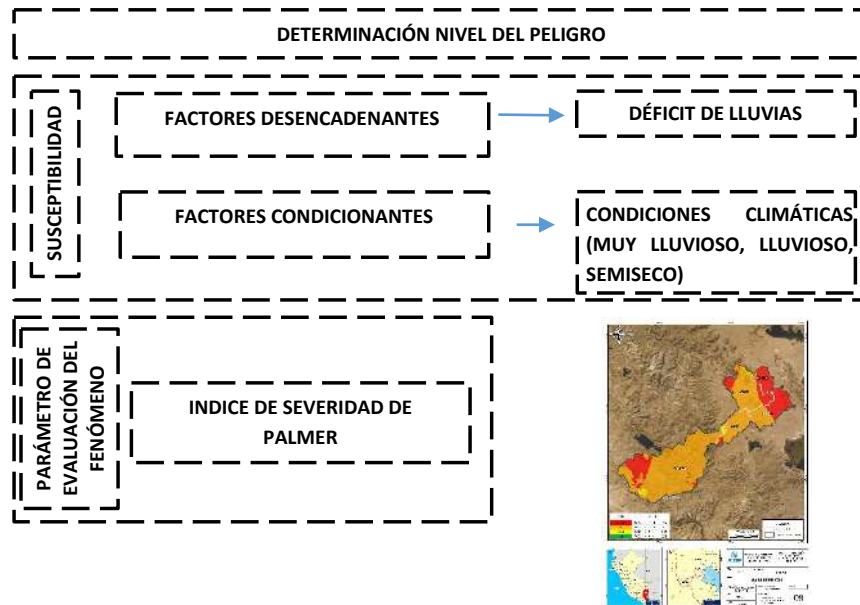 DETERMINACIÓN NIVEL DEL PELIGRO
SUSCEPTIBILIDAD
FACTORES DESENCADENANTES
DÉFICIT DE LLUVIAS
FACTORES CONDICIONANTES
CONDICIONES CLIMÁTICAS
(MUY LLUVIOSO, LLUVIOSO,
SEMISECO)
PARÁMETRO DE
EVALUACIÓN DEL
FENÓMENO
INDICE DE SEVERIDAD DE
PALMER
09